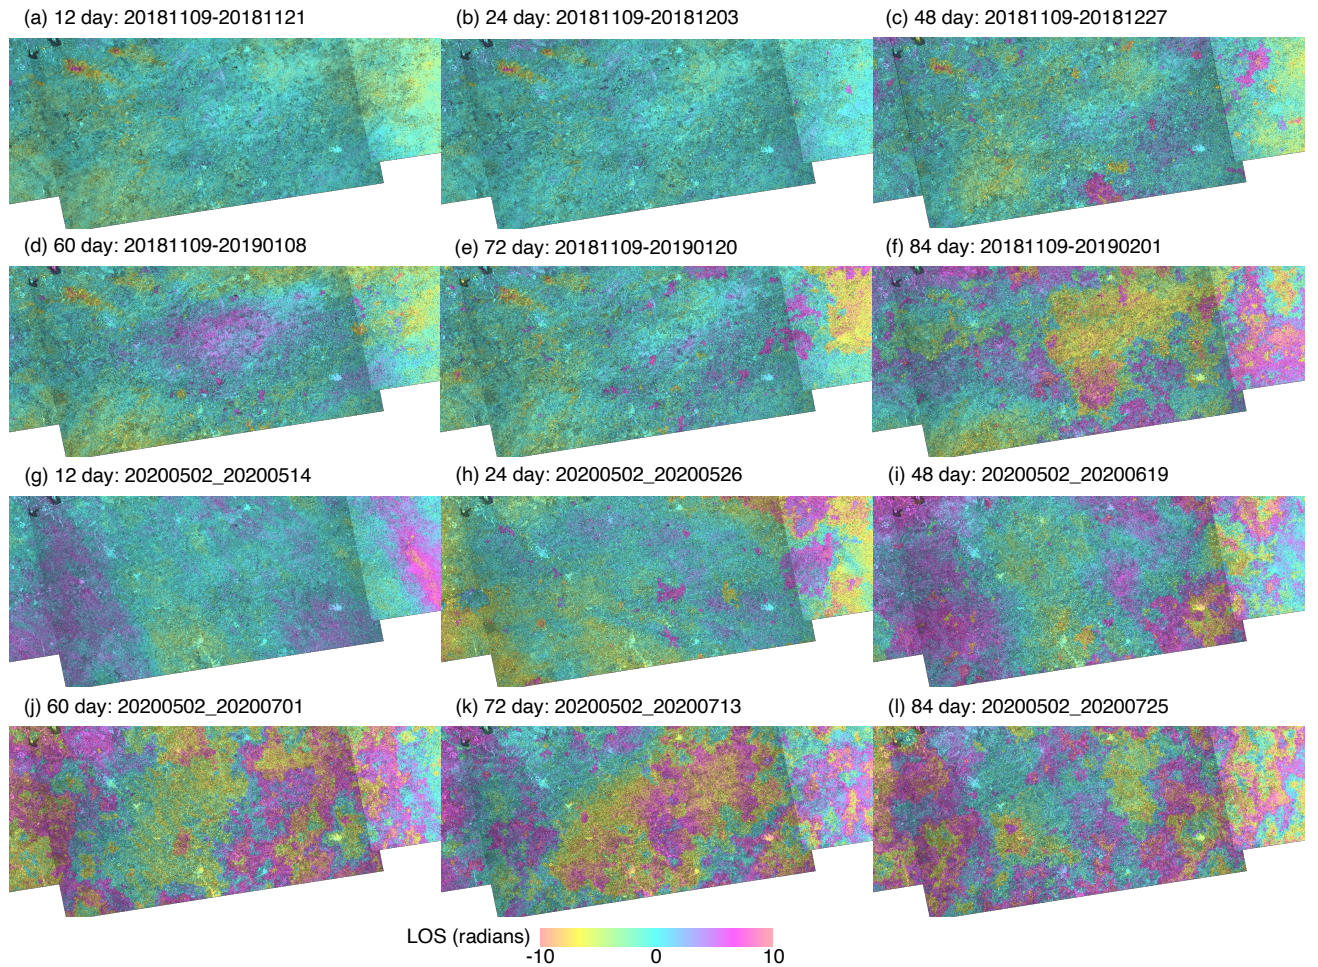 (a) 12 day: 20181109-20181121
(b) 24 day: 20181109-20181203
(c) 48 day: 20181109-20181227
(d) 60 day: 20181109-20190108
(e) 72 day: 20181109-20190120
(f) 84 day: 20181109-20190201
(g) 12 day: 20200502_20200514
(h) 24 day: 20200502_20200526
(i) 48 day: 20200502_20200619
(j) 60 day: 20200502_20200701
(k) 72 day: 20200502_20200713
(l) 84 day: 20200502_20200725
LOS (radians)
-10 0 10